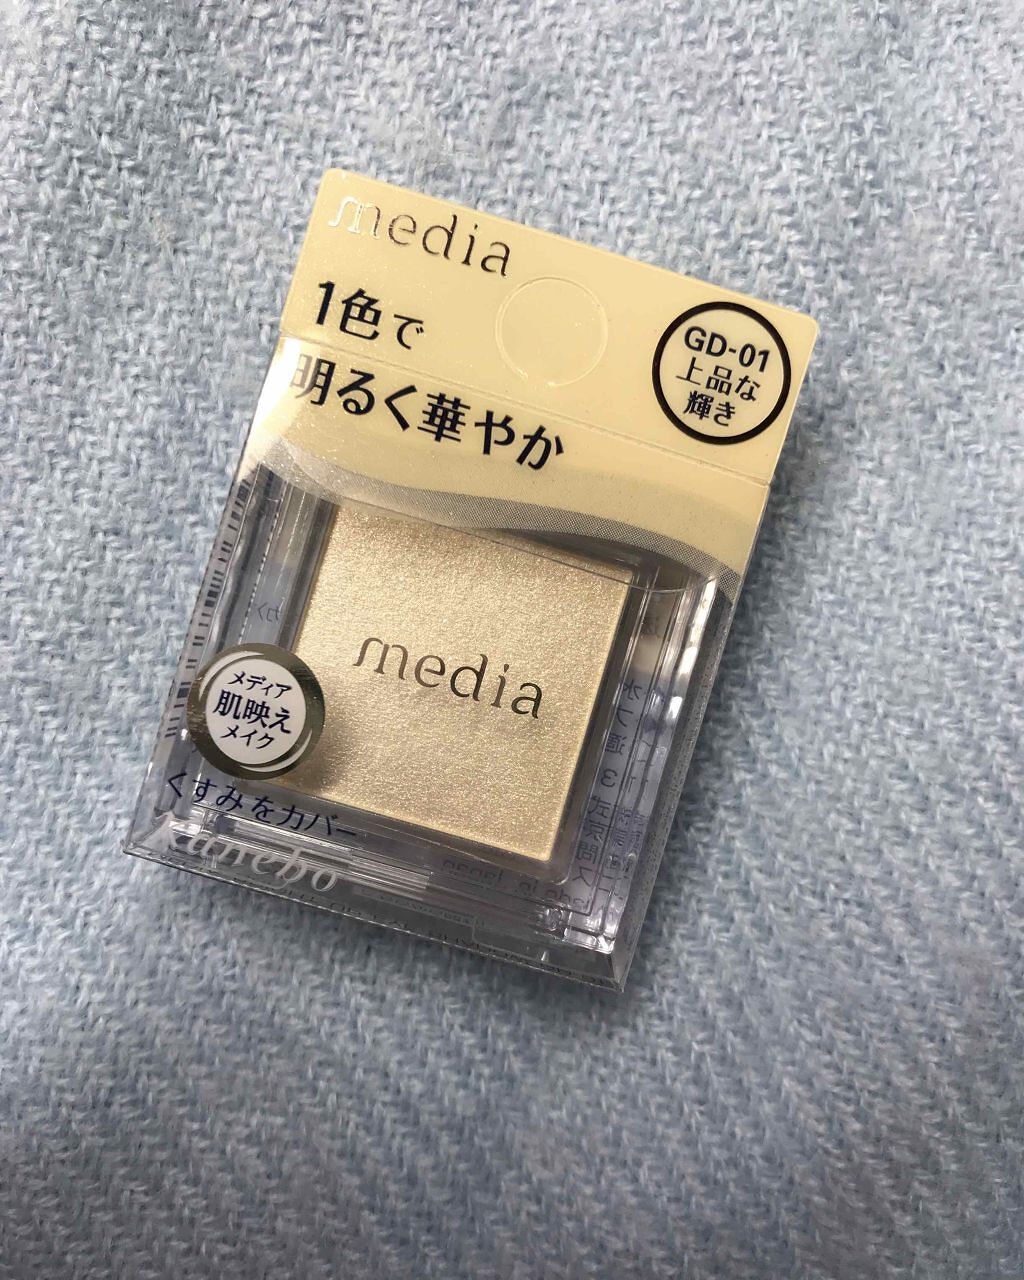 media
1色で
明るく華やか
GD-01
上品な
輝き
media
メディア
肌映え
メイク
くすみをカバー
Kanebo